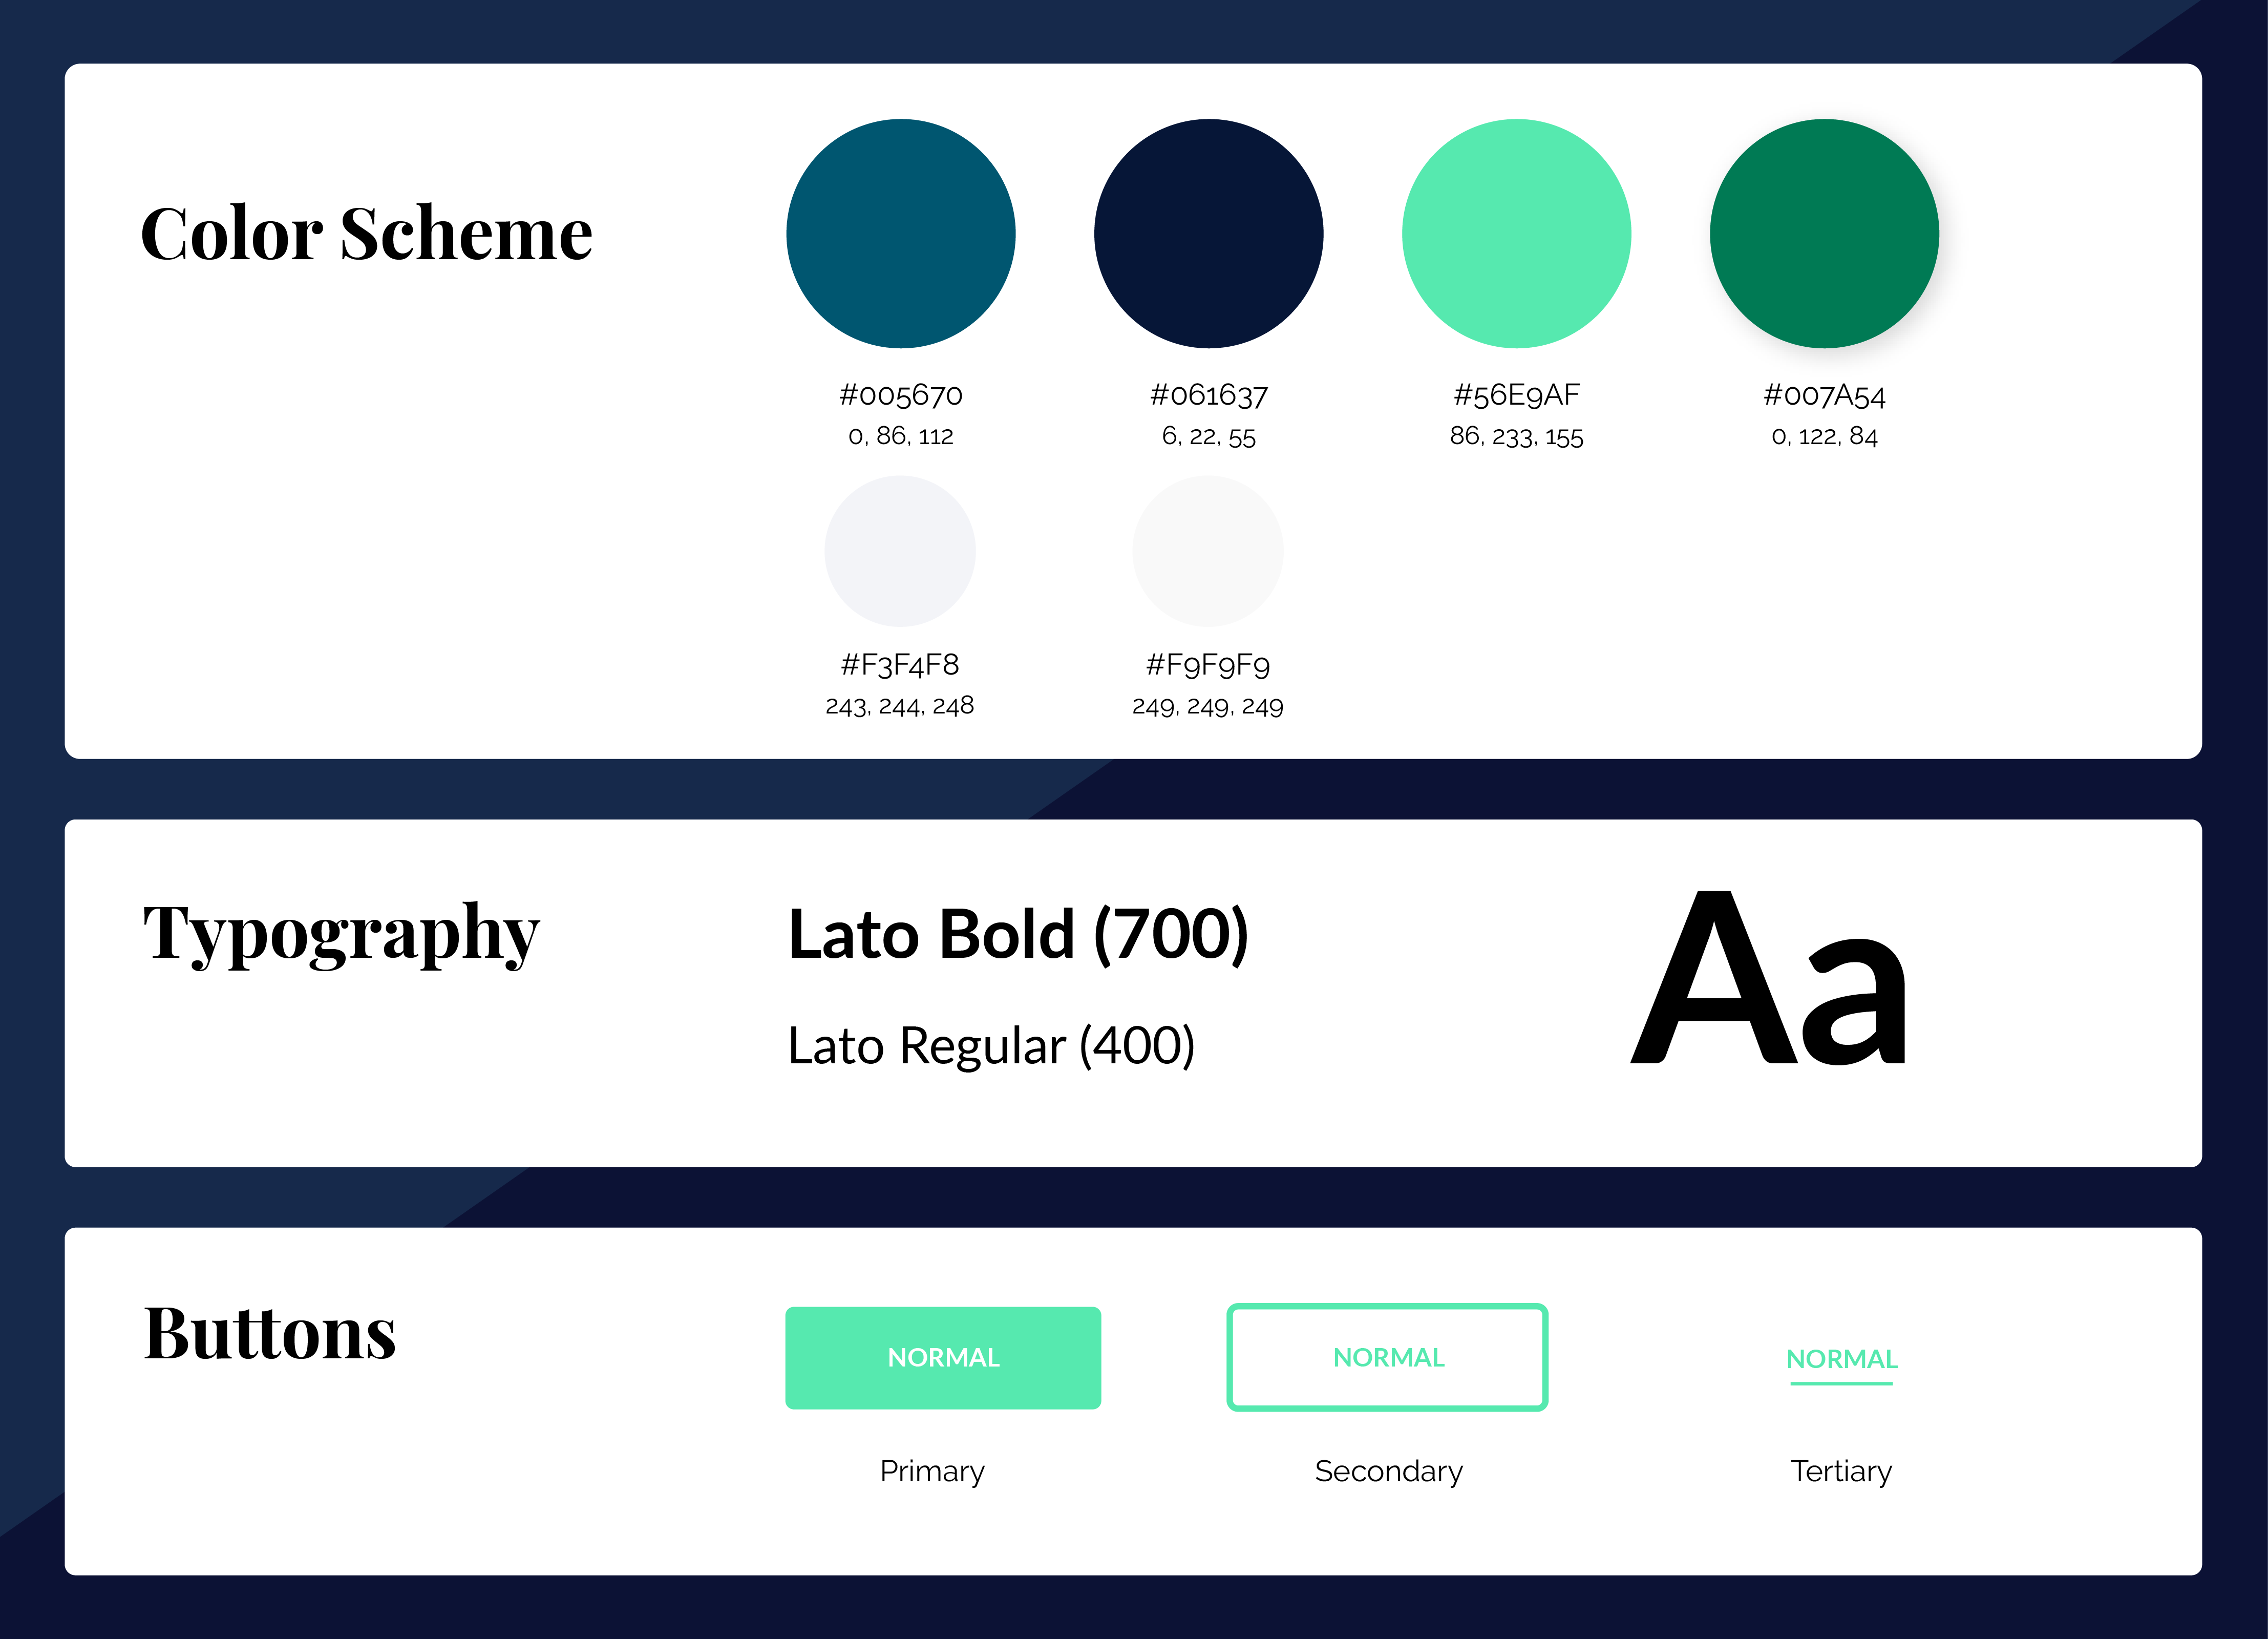 Color Scheme
#005670
0, 86, 112
#061637
6, 22, 55
#56E9AF
86, 233, 155
#007A54
0, 122, 84
#F3F4F8
243, 244, 248
#F9F9F9
249, 249, 249
Typography
Lato Bold (700)
Lato Regular (400)
Aa
Buttons
NORMAL
Primary
NORMAL
Secondary
NORMAL
Tertiary